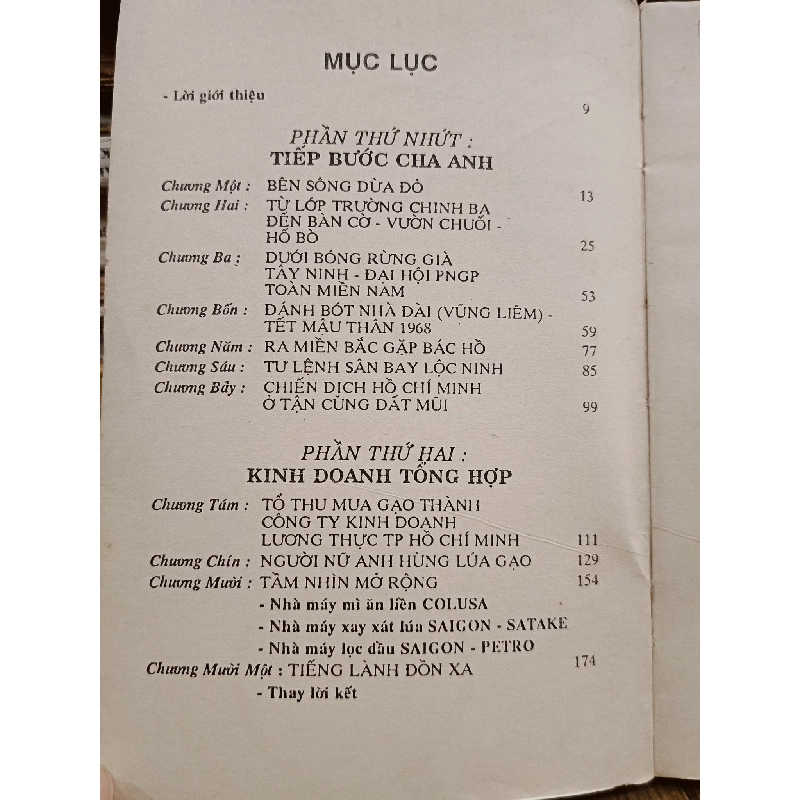 MỤC LỤC
- Lời giới thiệu 9
PHẦN THỨ NHỨT :
TIẾP BƯỚC CHA ANH
Chương Một : BÊN SÔNG DỪA ĐỎ 13
Chương Hai : TỪ LỚP TRƯỜNG CHINH BA
ĐẾN BÀN CỜ - VƯỜN CHUỐI -
HỐ BÒ 25
Chương Ba : DƯỚI BÓNG RỪNG GIÀ
TÂY NINH - ĐẠI HỘI PNGP
TOÀN MIỀN NAM 53
Chương Bốn : ĐÁNH BÓT NHÀ ĐÀI (VŨNG LIÊM) -
TẾT MẬU THÂN 1968 59
Chương Năm : RA MIỀN BẮC GẶP BÁC HỒ 77
Chương Sáu : TƯ LỆNH SÂN BAY LỘC NINH 85
Chương Bảy : CHIẾN DỊCH HỒ CHÍ MINH
Ở TẬN CÙNG ĐẤT MŨI 99
PHẦN THỨ HAI :
KINH DOANH TỔNG HỢP
Chương Tám : TỔ THU MUA GẠO THÀNH
CÔNG TY KINH DOANH
LƯƠNG THỰC TP HỒ CHÍ MINH 111
Chương Chín : NGƯỜI NỮ ANH HÙNG LÚA GẠO 129
Chương Mười : TẦM NHÌN MỞ RỘNG 154
- Nhà máy mì ăn liền COLUSA
- Nhà máy xay xát lúa SAIGON - SATAKE
- Nhà máy lọc dầu SAIGON - PETRO
Chương Mười Một : TIẾNG LÀNH ĐỒN XA 174
- Thay lời kết